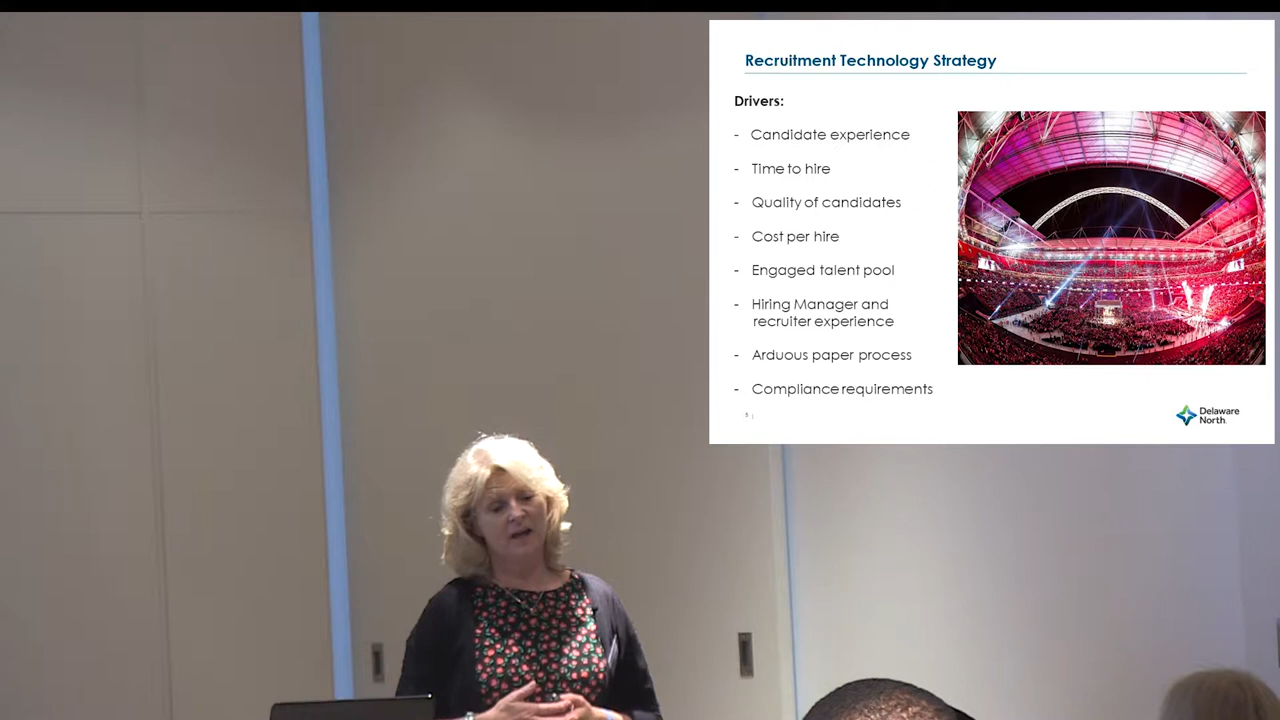 Recruitment Technology Strategy
Drivers:
- Candidate experience
- Time to hire
- Quality of candidates
- Cost per hire
- Engaged talent pool
- Hiring Manager and
recruiter experience
- Arduous paper process
- Compliance requirements
5 |
Delaware
North